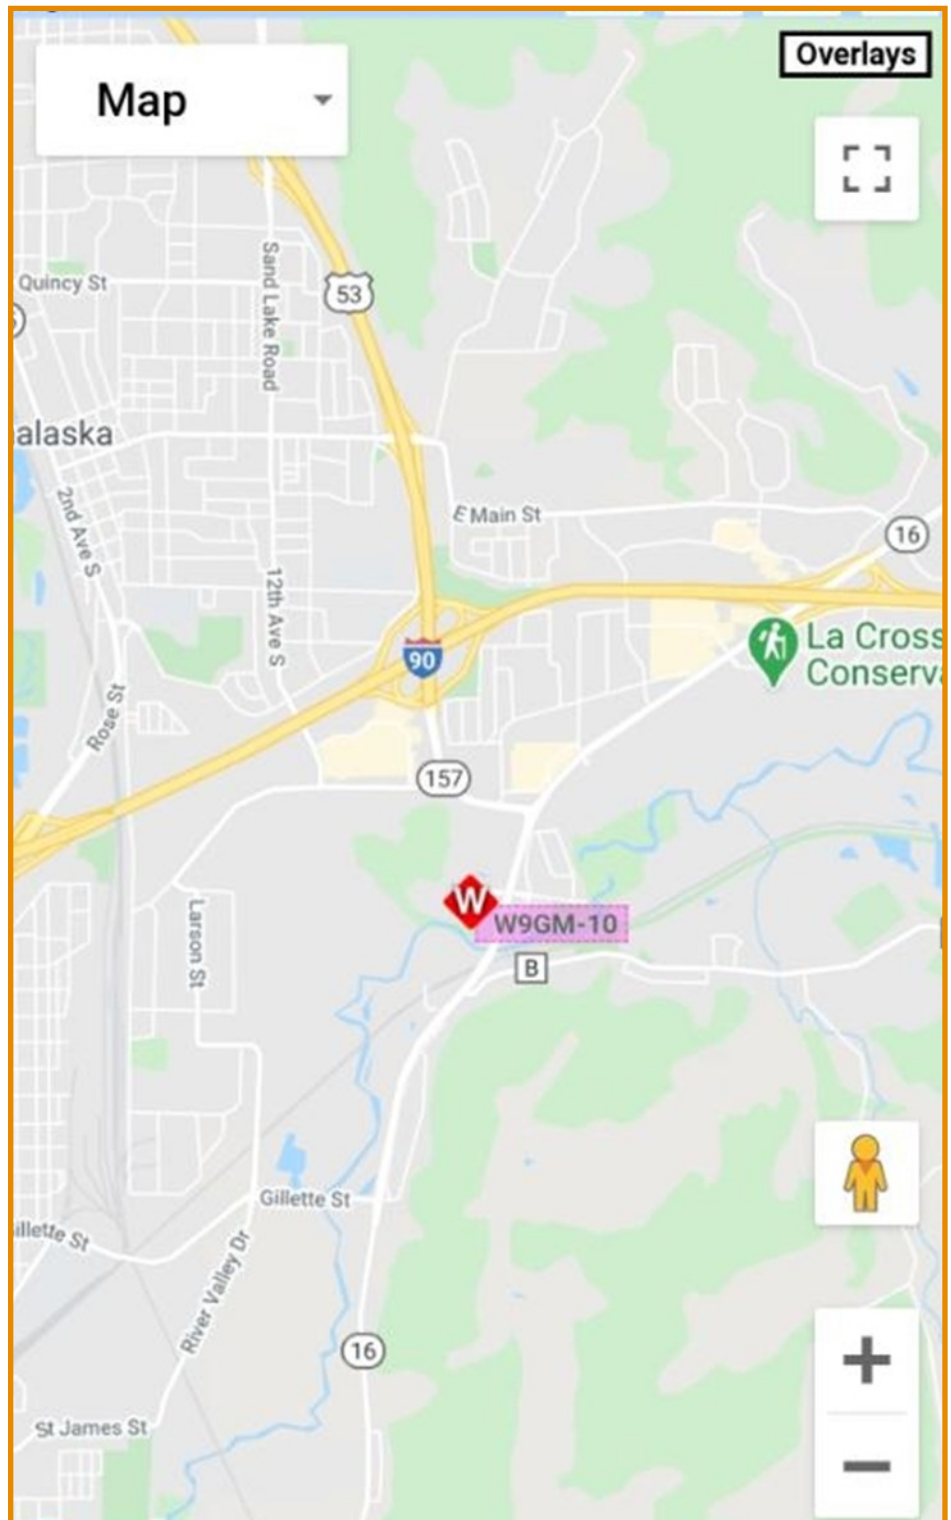 Overlays
Map
Sand Lake Road
Quincy St
53
alaska
2nd Ave S
E Main St
16
12th Ave S
90
La Cross
Conserva
Rose St
157
W
W9GM-10
B
Larson St
Gillette St
illette St
River Valley Dr
16
St James St